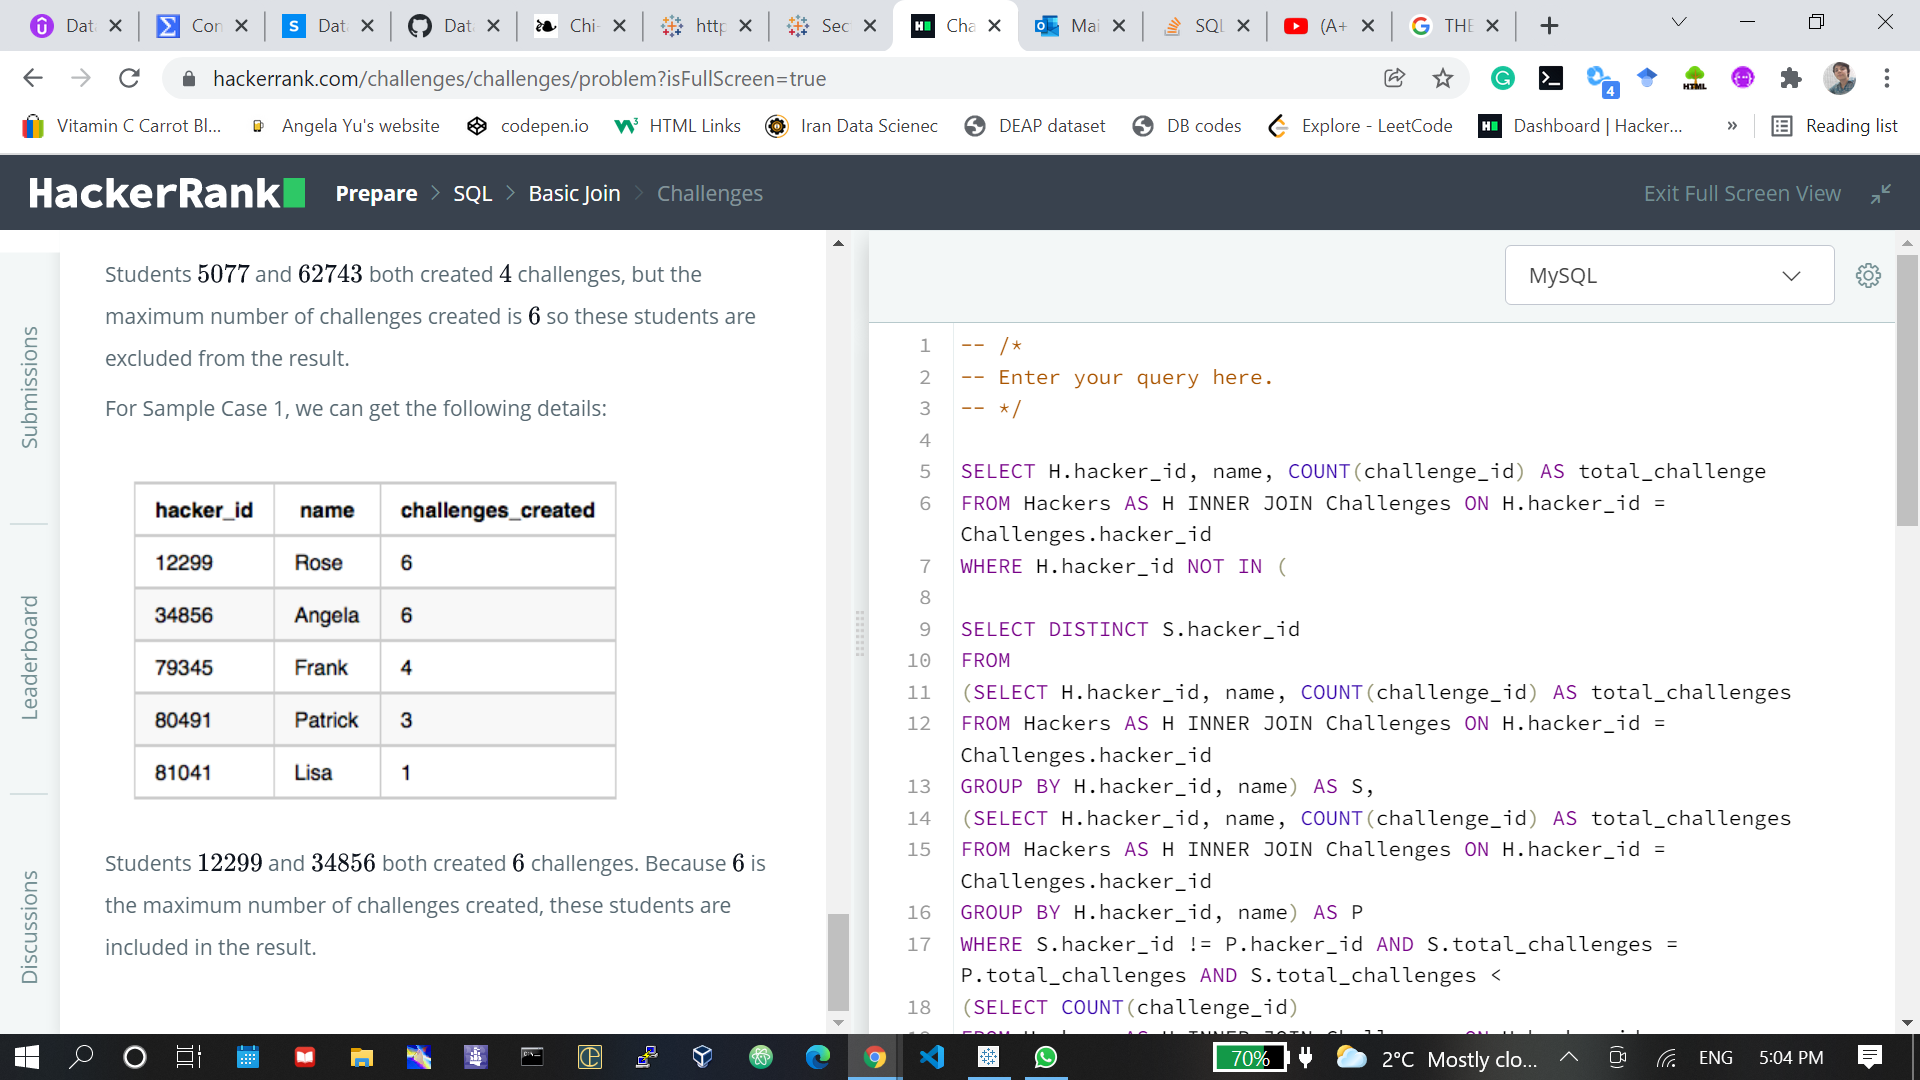 Dat
Con
Dat
Dat
Chi-
http
Sec
Cha
Mai
SQL
(A+
THE
hackerrank.com/challenges/challenges/problem?isFullScreen=true
4
Vitamin C Carrot Bl...
Angela Yu's website
codepen.io
HTML Links
Iran Data Scienec
DEAP dataset
DB codes
Explore - LeetCode
Dashboard | Hacker...
»
Reading list
HackerRank
Prepare > SQL > Basic Join > Challenges
Exit Full Screen View
Submissions
Leaderboard
Discussions
Students 5077 and 62743 both created 4 challenges, but the
maximum number of challenges created is 6 so these students are
excluded from the result.
For Sample Case 1, we can get the following details:
hacker_id name challenges_created
12299 Rose 6
34856 Angela 6
79345 Frank 4
80491 Patrick 3
81041 Lisa 1
Students 12299 and 34856 both created 6 challenges. Because 6 is
the maximum number of challenges created, these students are
included in the result.
MySQL
1 -- /*
2 -- Enter your query here.
3 -- */
4
5 SELECT H.hacker_id, name, COUNT(challenge_id) AS total_challenge
6 FROM Hackers AS H INNER JOIN Challenges ON H.hacker_id =
Challenges.hacker_id
7 WHERE H.hacker_id NOT IN (
8
9 SELECT DISTINCT S.hacker_id
10 FROM
11 (SELECT H.hacker_id, name, COUNT(challenge_id) AS total_challenges
12 FROM Hackers AS H INNER JOIN Challenges ON H.hacker_id =
Challenges.hacker_id
13 GROUP BY H.hacker_id, name) AS S,
14 (SELECT H.hacker_id, name, COUNT(challenge_id) AS total_challenges
15 FROM Hackers AS H INNER JOIN Challenges ON H.hacker_id =
Challenges.hacker_id
16 GROUP BY H.hacker_id, name) AS P
17 WHERE S.hacker_id != P.hacker_id AND S.total_challenges =
P.total_challenges AND S.total_challenges <
18 (SELECT COUNT(challenge_id)
70%
2°C Mostly clo...
ENG
5:04 PM